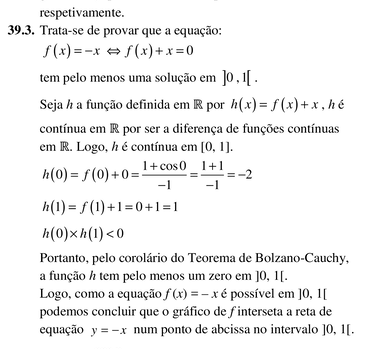 respetivamente.
39.3. Trata-se de provar que a equação:
f(x) = −x ⇔ f(x) + x = 0
tem pelo menos uma solução em ]0 , 1[ .
Seja h a função definida em ℝ por h(x) = f(x) + x , h é
contínua em ℝ por ser a diferença de funções contínuas
em ℝ. Logo, h é contínua em [0, 1].
h(0) = f(0) + 0 = (1 + cos 0)/(−1) = (1 + 1)/(−1) = −2
h(1) = f(1) + 1 = 0 + 1 = 1
h(0) × h(1) < 0
Portanto, pelo corolário do Teorema de Bolzano-Cauchy,
a função h tem pelo menos um zero em ]0, 1[.
Logo, como a equação f (x) = – x é possível em ]0, 1[
podemos concluir que o gráfico de f interseta a reta de
equação y = −x num ponto de abcissa no intervalo ]0, 1[.